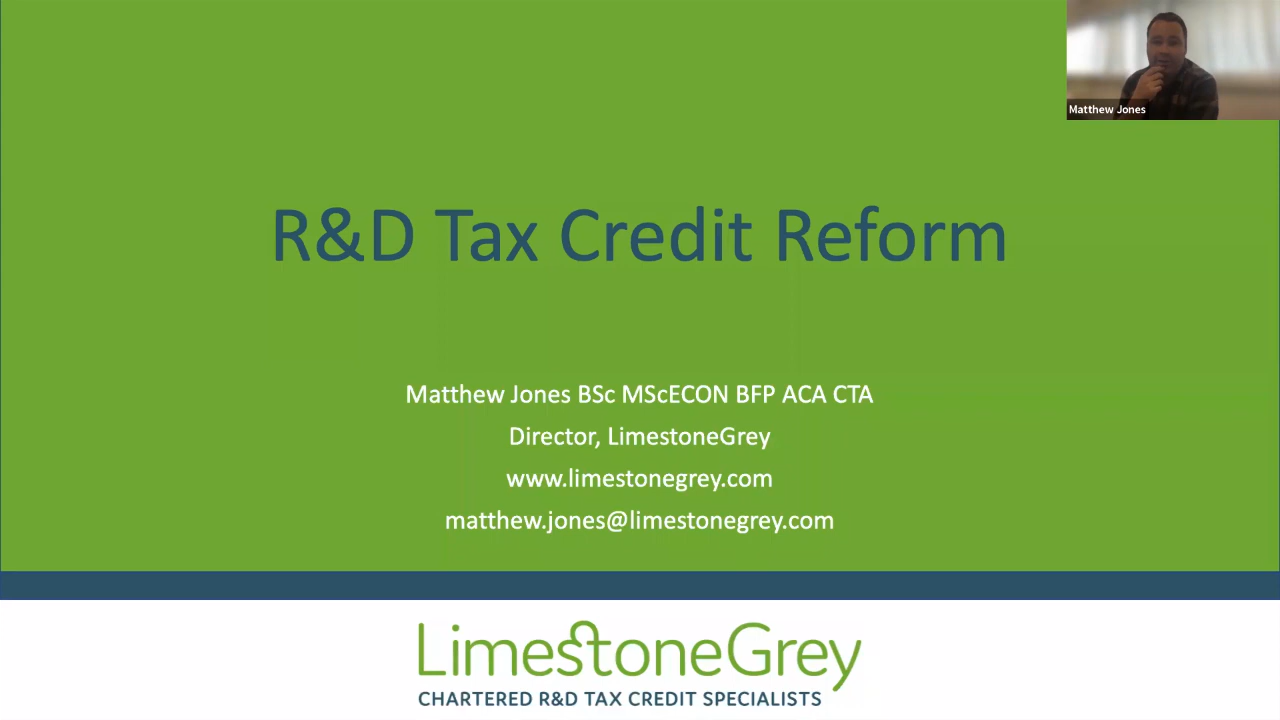 Matthew Jones
R&D Tax Credit Reform
Matthew Jones BSc MScECON BFP ACA CTA
Director, LimestoneGrey
www.limestonegrey.com
matthew.jones@limestonegrey.com
LimestoneGrey
CHARTERED R&D TAX CREDIT SPECIALISTS